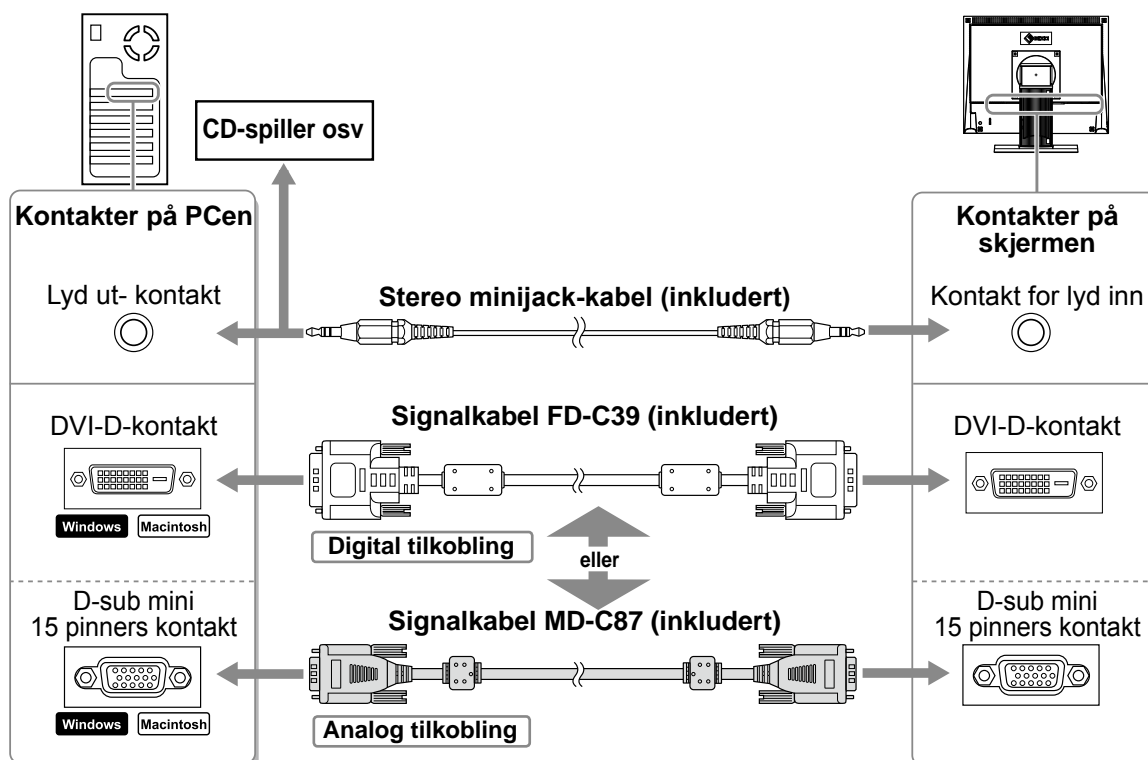 CD-spiller osv
Kontakter på PCen
Kontakter på
skjermen
Lyd ut- kontakt
Stereo minijack-kabel (inkludert)
Kontakt for lyd inn
DVI-D-kontakt
Signalkabel FD-C39 (inkludert)
DVI-D-kontakt
Windows
Macintosh
Digital tilkobling
eller
D-sub mini
15 pinners kontakt
Signalkabel MD-C87 (inkludert)
D-sub mini
15 pinners kontakt
Windows
Macintosh
Analog tilkobling